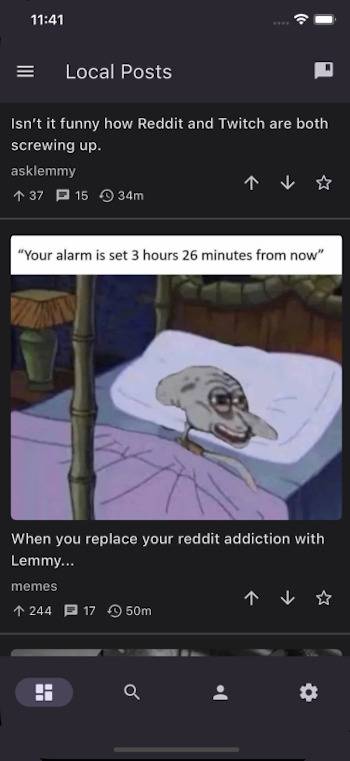 11:41
Local Posts
Isn't it funny how Reddit and Twitch are both
screwing up.
asklemmy
37 15 34m
“Your alarm is set 3 hours 26 minutes from now”
When you replace your reddit addiction with
Lemmy...
memes
244 17 50m